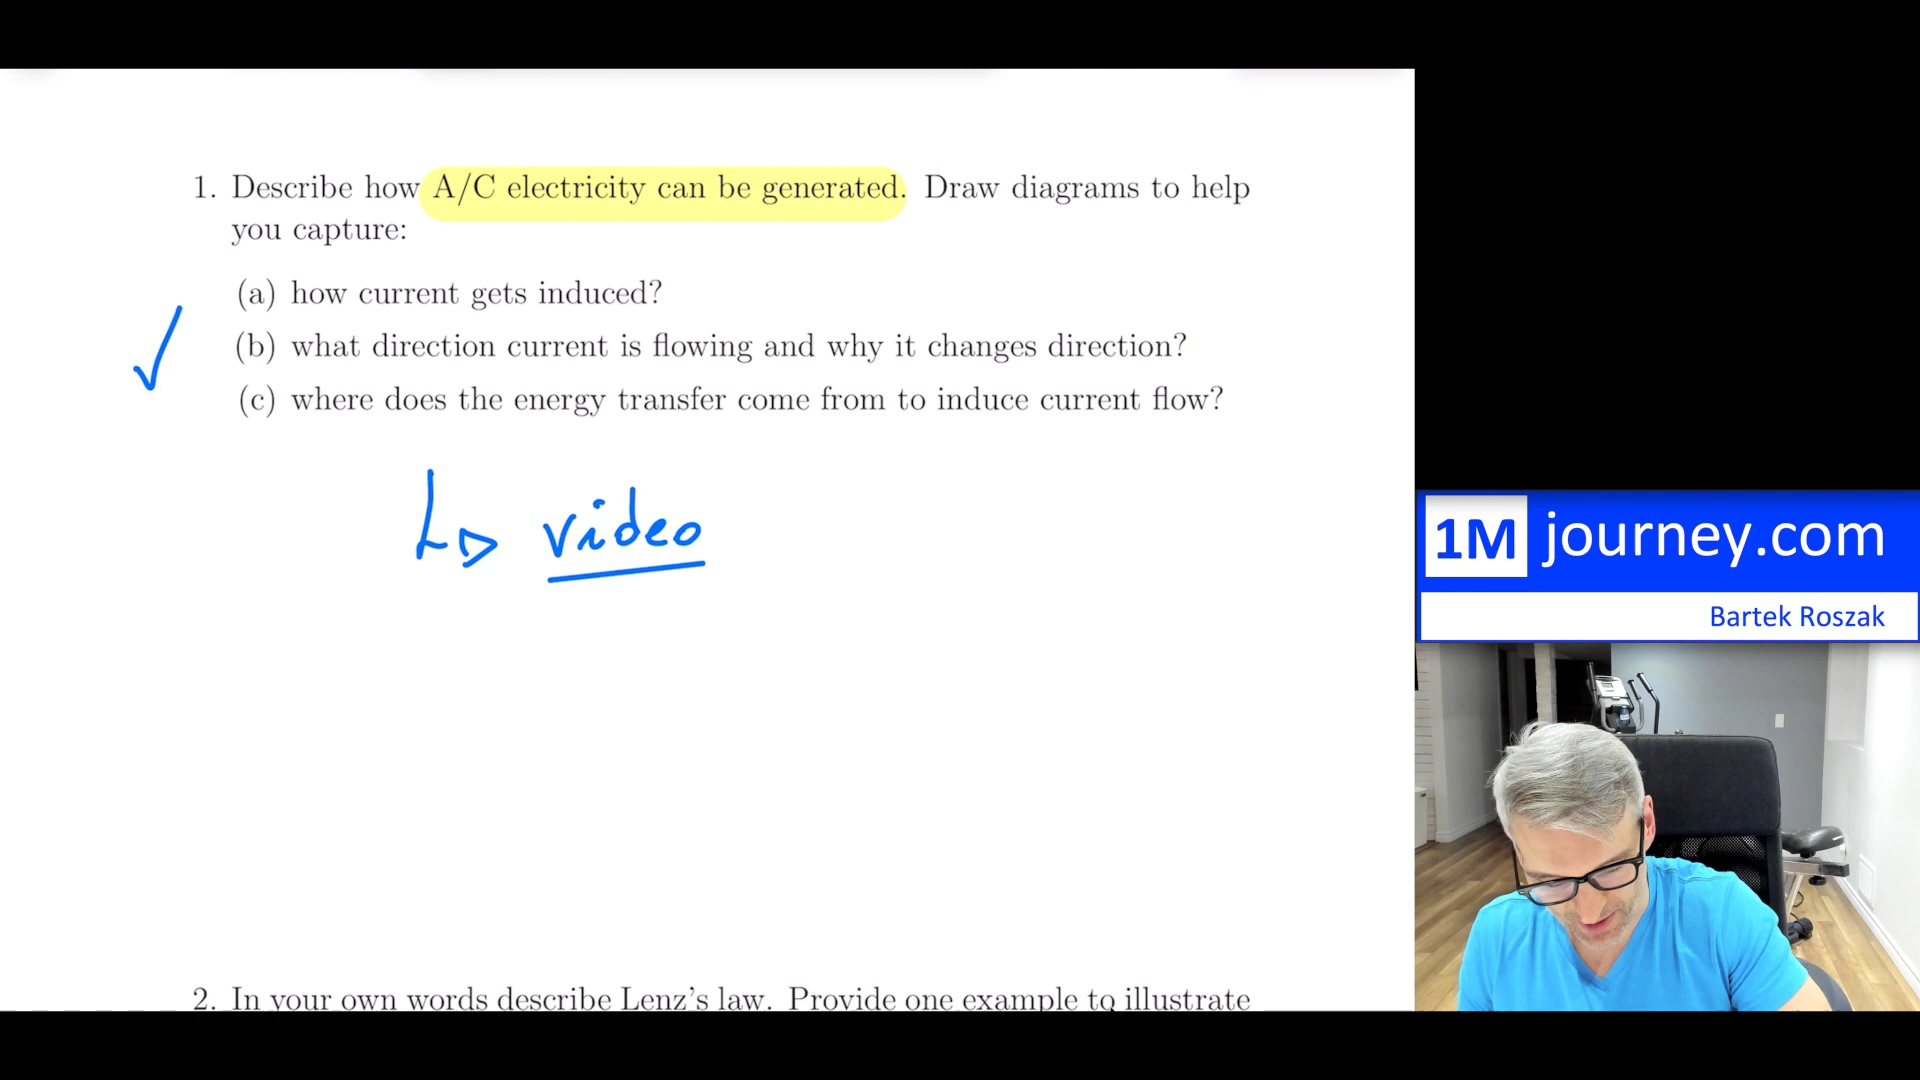 1. Describe how A/C electricity can be generated. Draw diagrams to help
you capture:
(a) how current gets induced?
(b) what direction current is flowing and why it changes direction?
(c) where does the energy transfer come from to induce current flow?
video
2. In your own words describe Lenz's law. Provide one example to illustrate
1M journey.com
Bartek Roszak